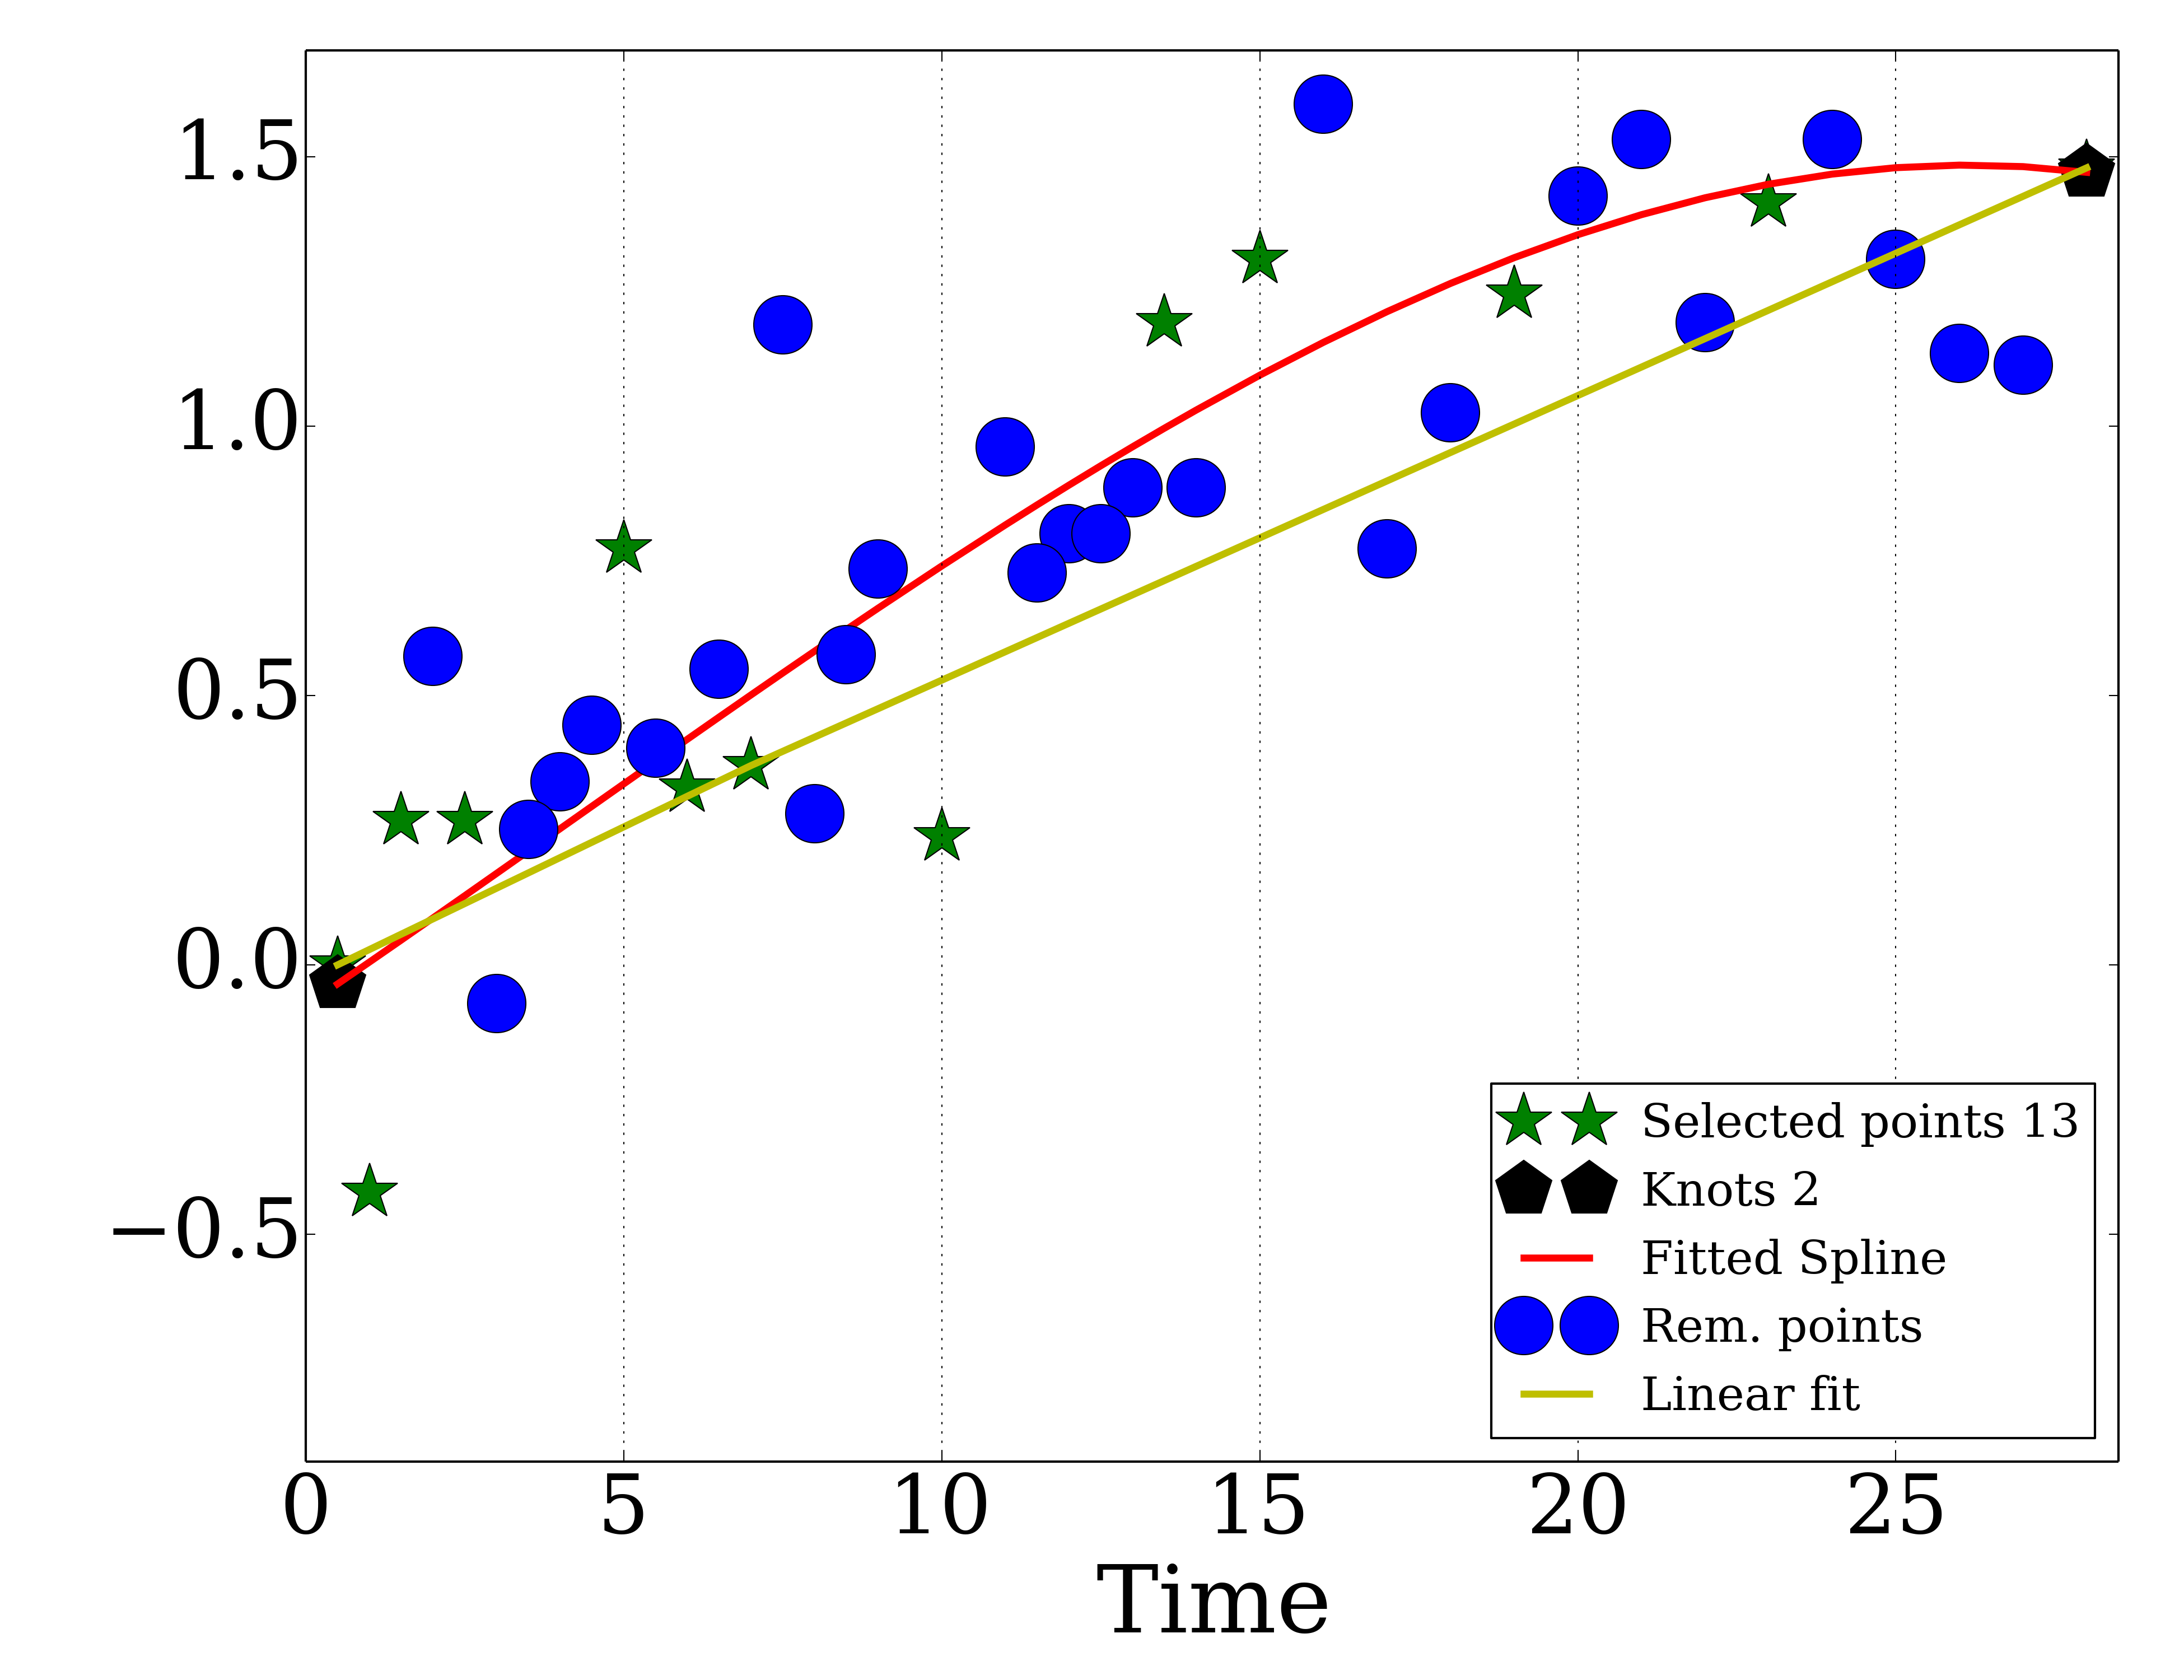 1.5
1.0
0.5
0.0
−0.5
0 5 10 15 20 25
Time
Selected points 13
Knots 2
Fitted Spline
Rem. points
Linear fit